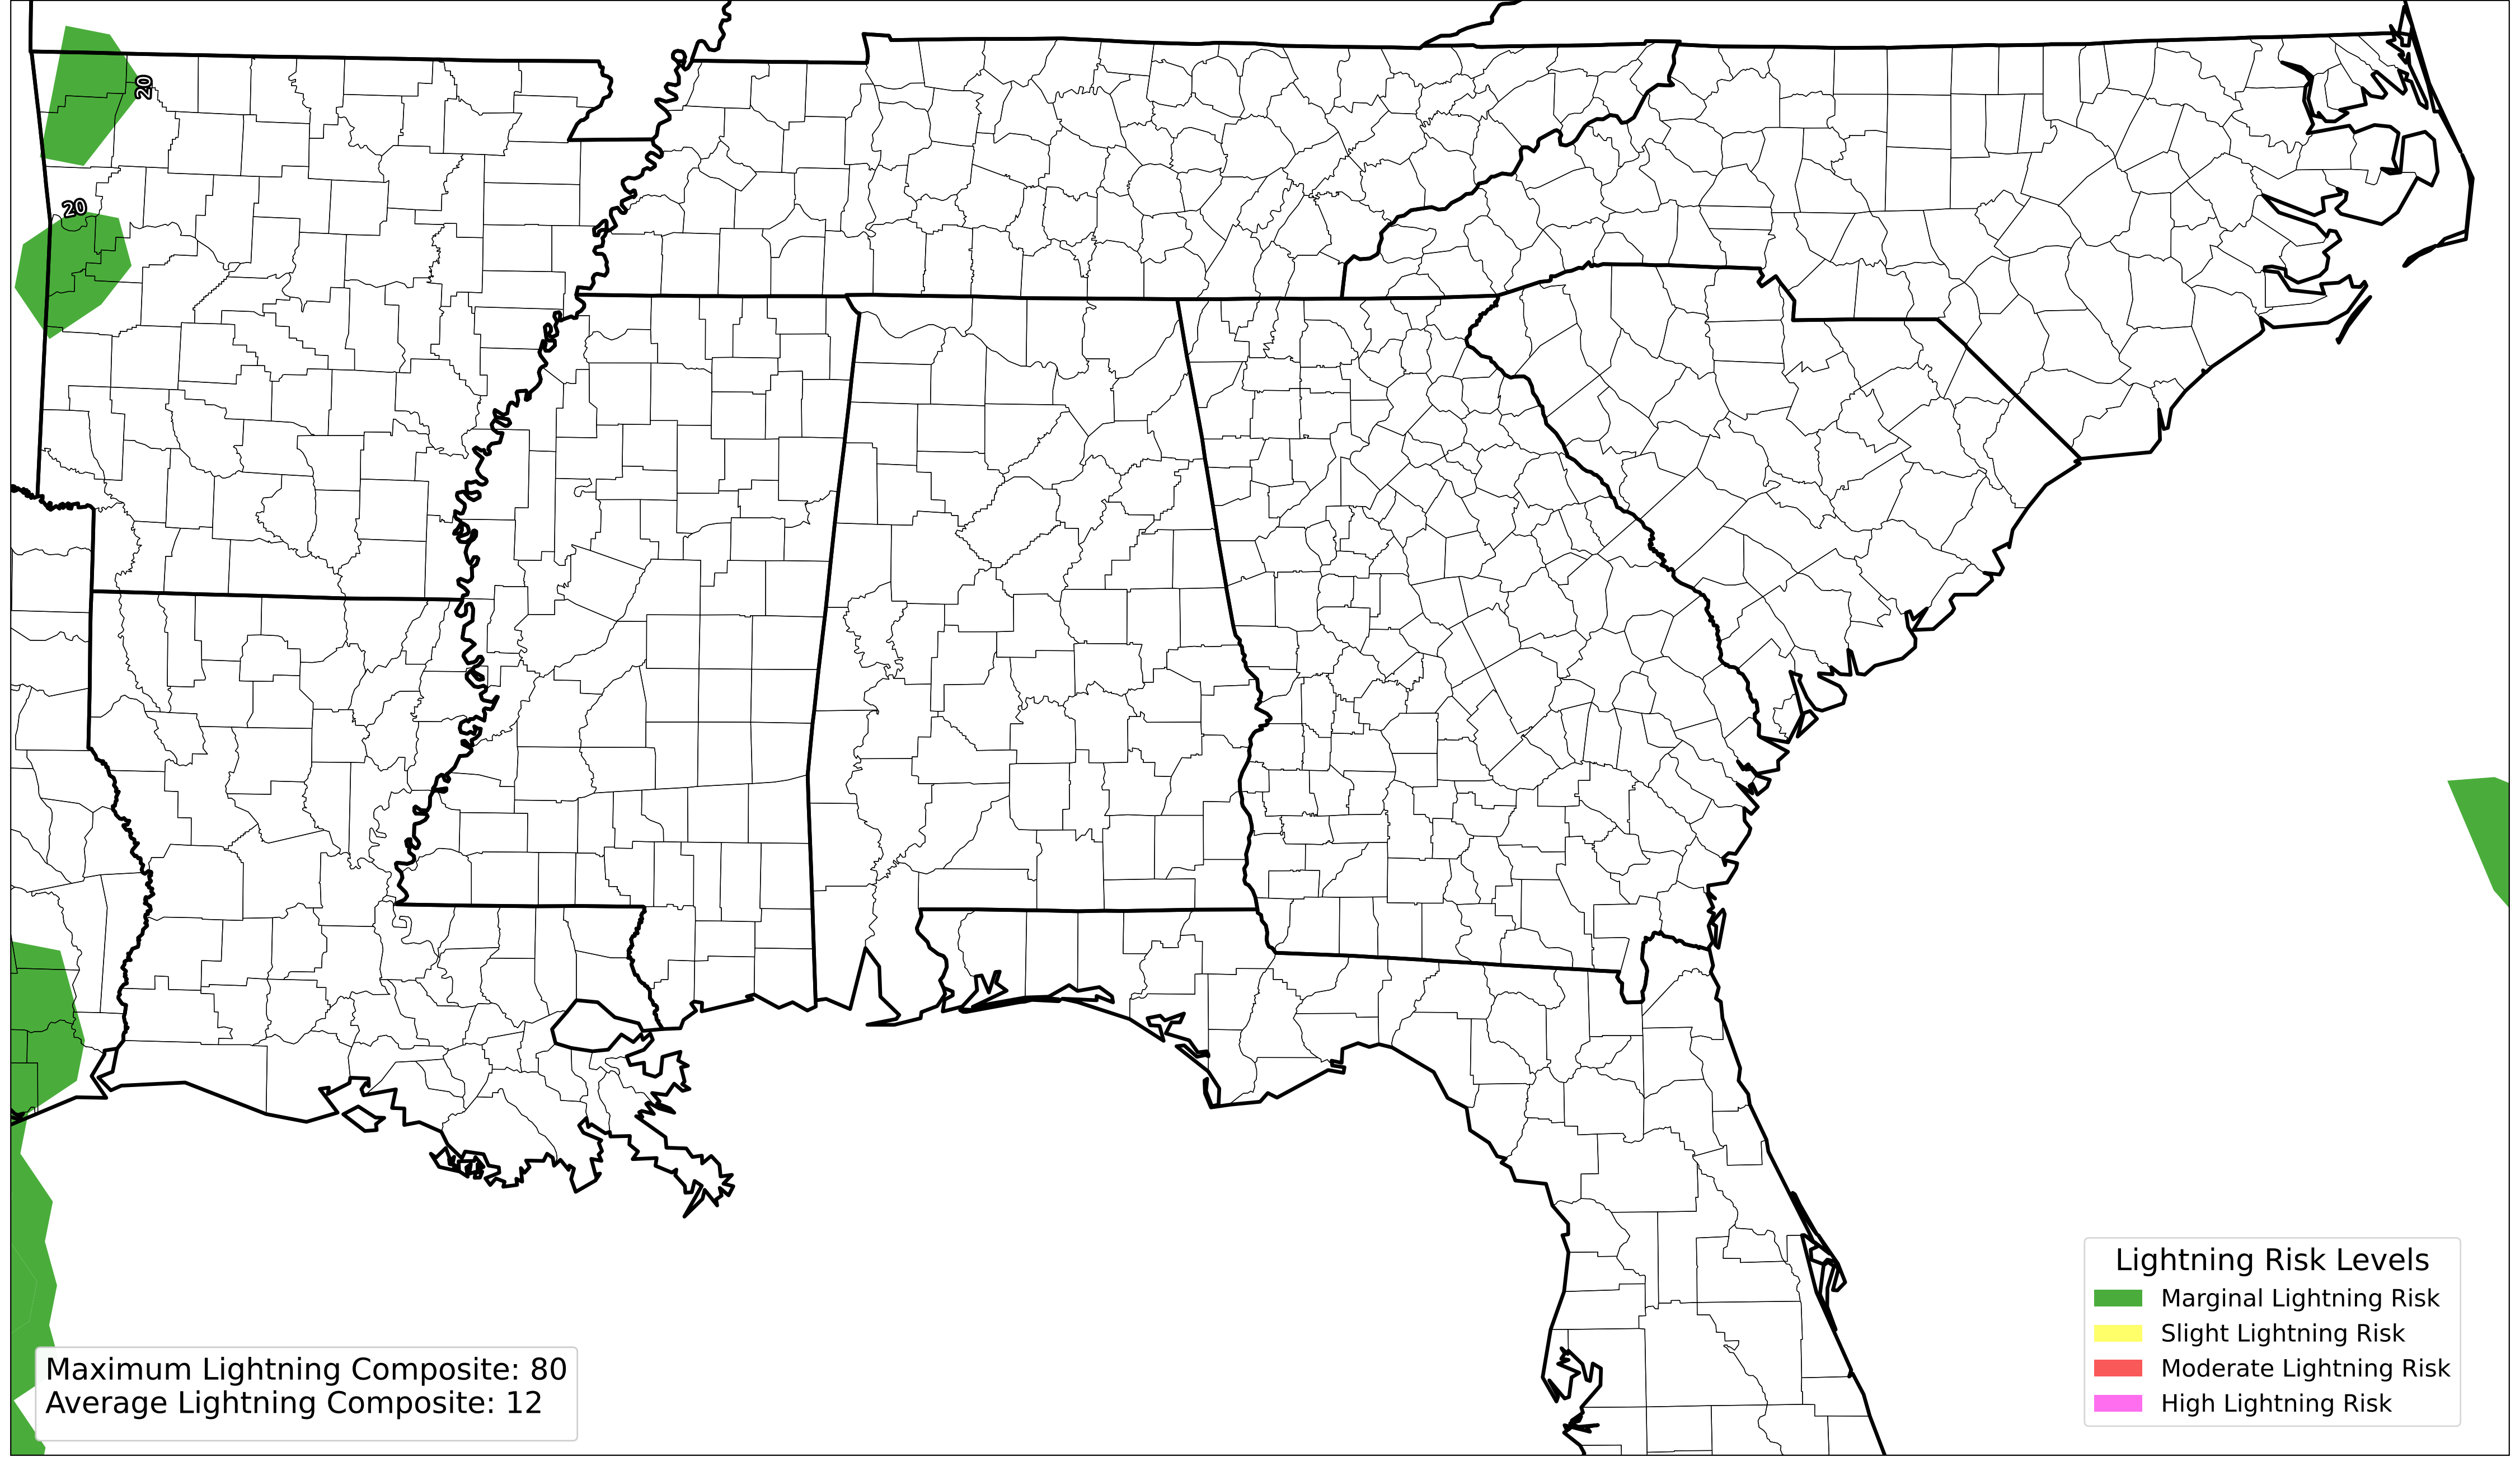 20
20
Lightning Risk Levels
Marginal Lightning Risk
Slight Lightning Risk
Moderate Lightning Risk
High Lightning Risk
Maximum Lightning Composite: 80
Average Lightning Composite: 12